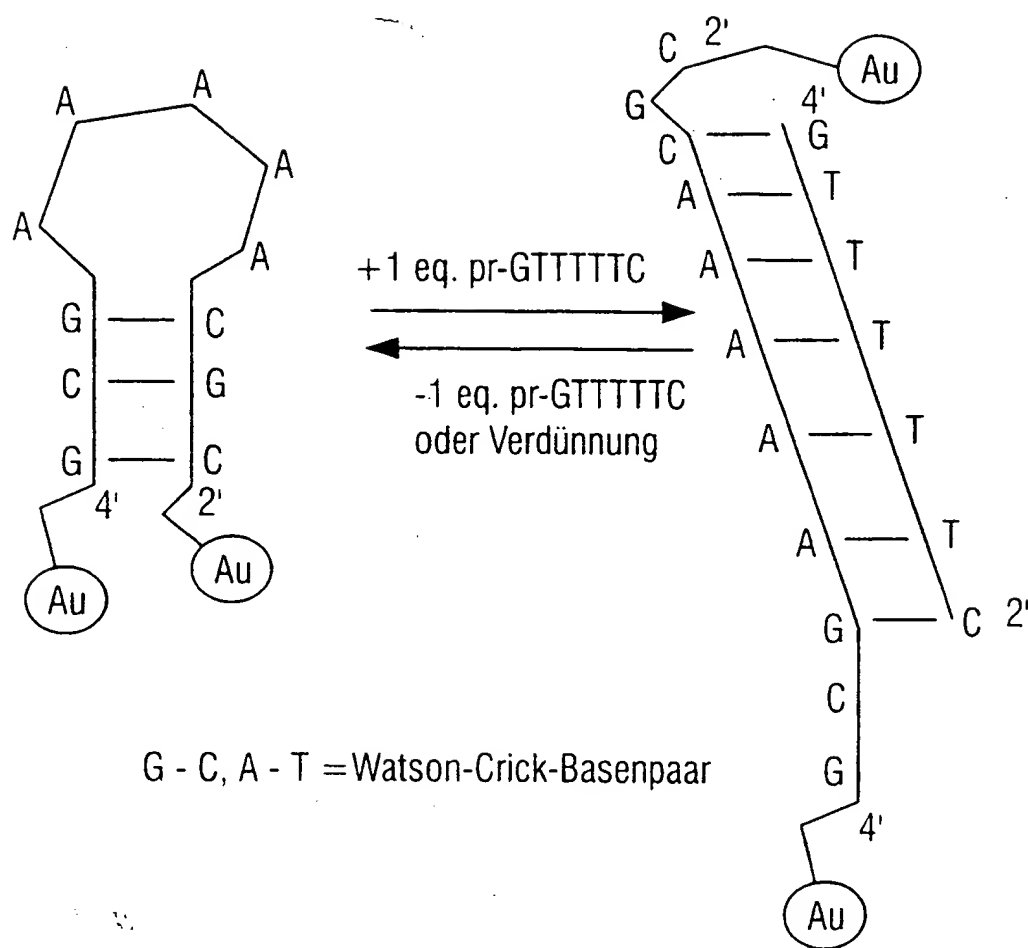 A A
A
A A
G C
C G
G C
4' 2'
Au Au
+1 eq. pr-GTTTTTC
-1 eq. pr-GTTTTTC
oder Verdünnung
C 2' Au
G 4'
C G
A T
A T
A T
A T
A T
G C 2'
C
G
4'
Au
G - C, A - T = Watson-Crick-Basenpaar